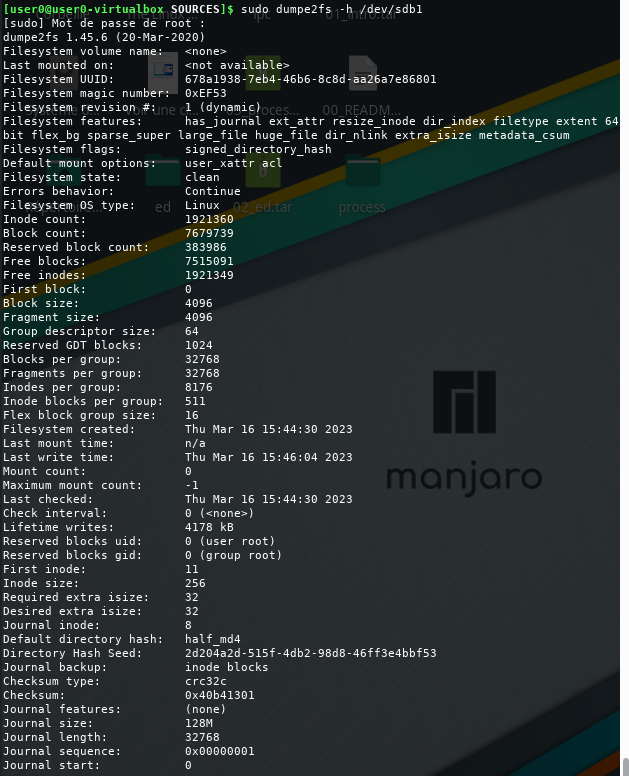 [user0@user0-virtualbox SOURCES]$ sudo dumpe2fs -h /dev/sdb1
[sudo] Mot de passe de root :
dumpe2fs 1.45.6 (20-Mar-2020)
Filesystem volume name:   <none>
Last mounted on:          <not available>
Filesystem UUID:          678a1938-7eb4-46b6-8c8d-aa26a7e86801
Filesystem magic number:  0xEF53
Filesystem revision #:    1 (dynamic)
Filesystem features:      has_journal ext_attr resize_inode dir_index filetype extent 64
bit flex_bg sparse_super large_file huge_file dir_nlink extra_isize metadata_csum
Filesystem flags:         signed_directory_hash
Default mount options:    user_xattr acl
Filesystem state:         clean
Errors behavior:          Continue
Filesystem OS type:       Linux
Inode count:              1921360
Block count:              7679739
Reserved block count:     383986
Free blocks:              7515091
Free inodes:              1921349
First block:              0
Block size:               4096
Fragment size:            4096
Group descriptor size:    64
Reserved GDT blocks:      1024
Blocks per group:         32768
Fragments per group:      32768
Inodes per group:         8176
Inode blocks per group:   511
Flex block group size:    16
Filesystem created:       Thu Mar 16 15:44:30 2023
Last mount time:          n/a
Last write time:          Thu Mar 16 15:46:04 2023
Mount count:              0
Maximum mount count:      -1
Last checked:             Thu Mar 16 15:44:30 2023
Check interval:           0 (<none>)
Lifetime writes:          4178 kB
Reserved blocks uid:      0 (user root)
Reserved blocks gid:      0 (group root)
First inode:              11
Inode size:               256
Required extra isize:     32
Desired extra isize:      32
Journal inode:            8
Default directory hash:   half_md4
Directory Hash Seed:      2d204a2d-515f-4db2-98d8-46ff3e4bbf53
Journal backup:           inode blocks
Checksum type:            crc32c
Checksum:                 0x40b41301
Journal features:         (none)
Journal size:             128M
Journal length:           32768
Journal sequence:         0x00000001
Journal start:            0
ipc
01_intro.tar
00_READM...
ed
02_ed.tar
process
manjaro